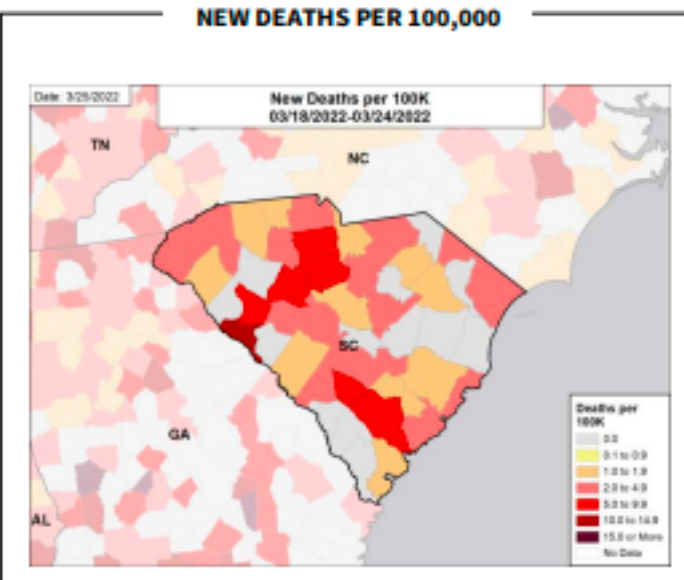 NEW DEATHS PER 100,000
Date: 3/25/2022
New Deaths per 100K
03/18/2022-03/24/2022
TN
NC
SC
GA
AL
Deaths per
100K
0.0
0.1 to 0.9
1.0 to 1.9
2.0 to 4.9
5.0 to 9.9
10.0 to 14.9
15.0 or More
No Data